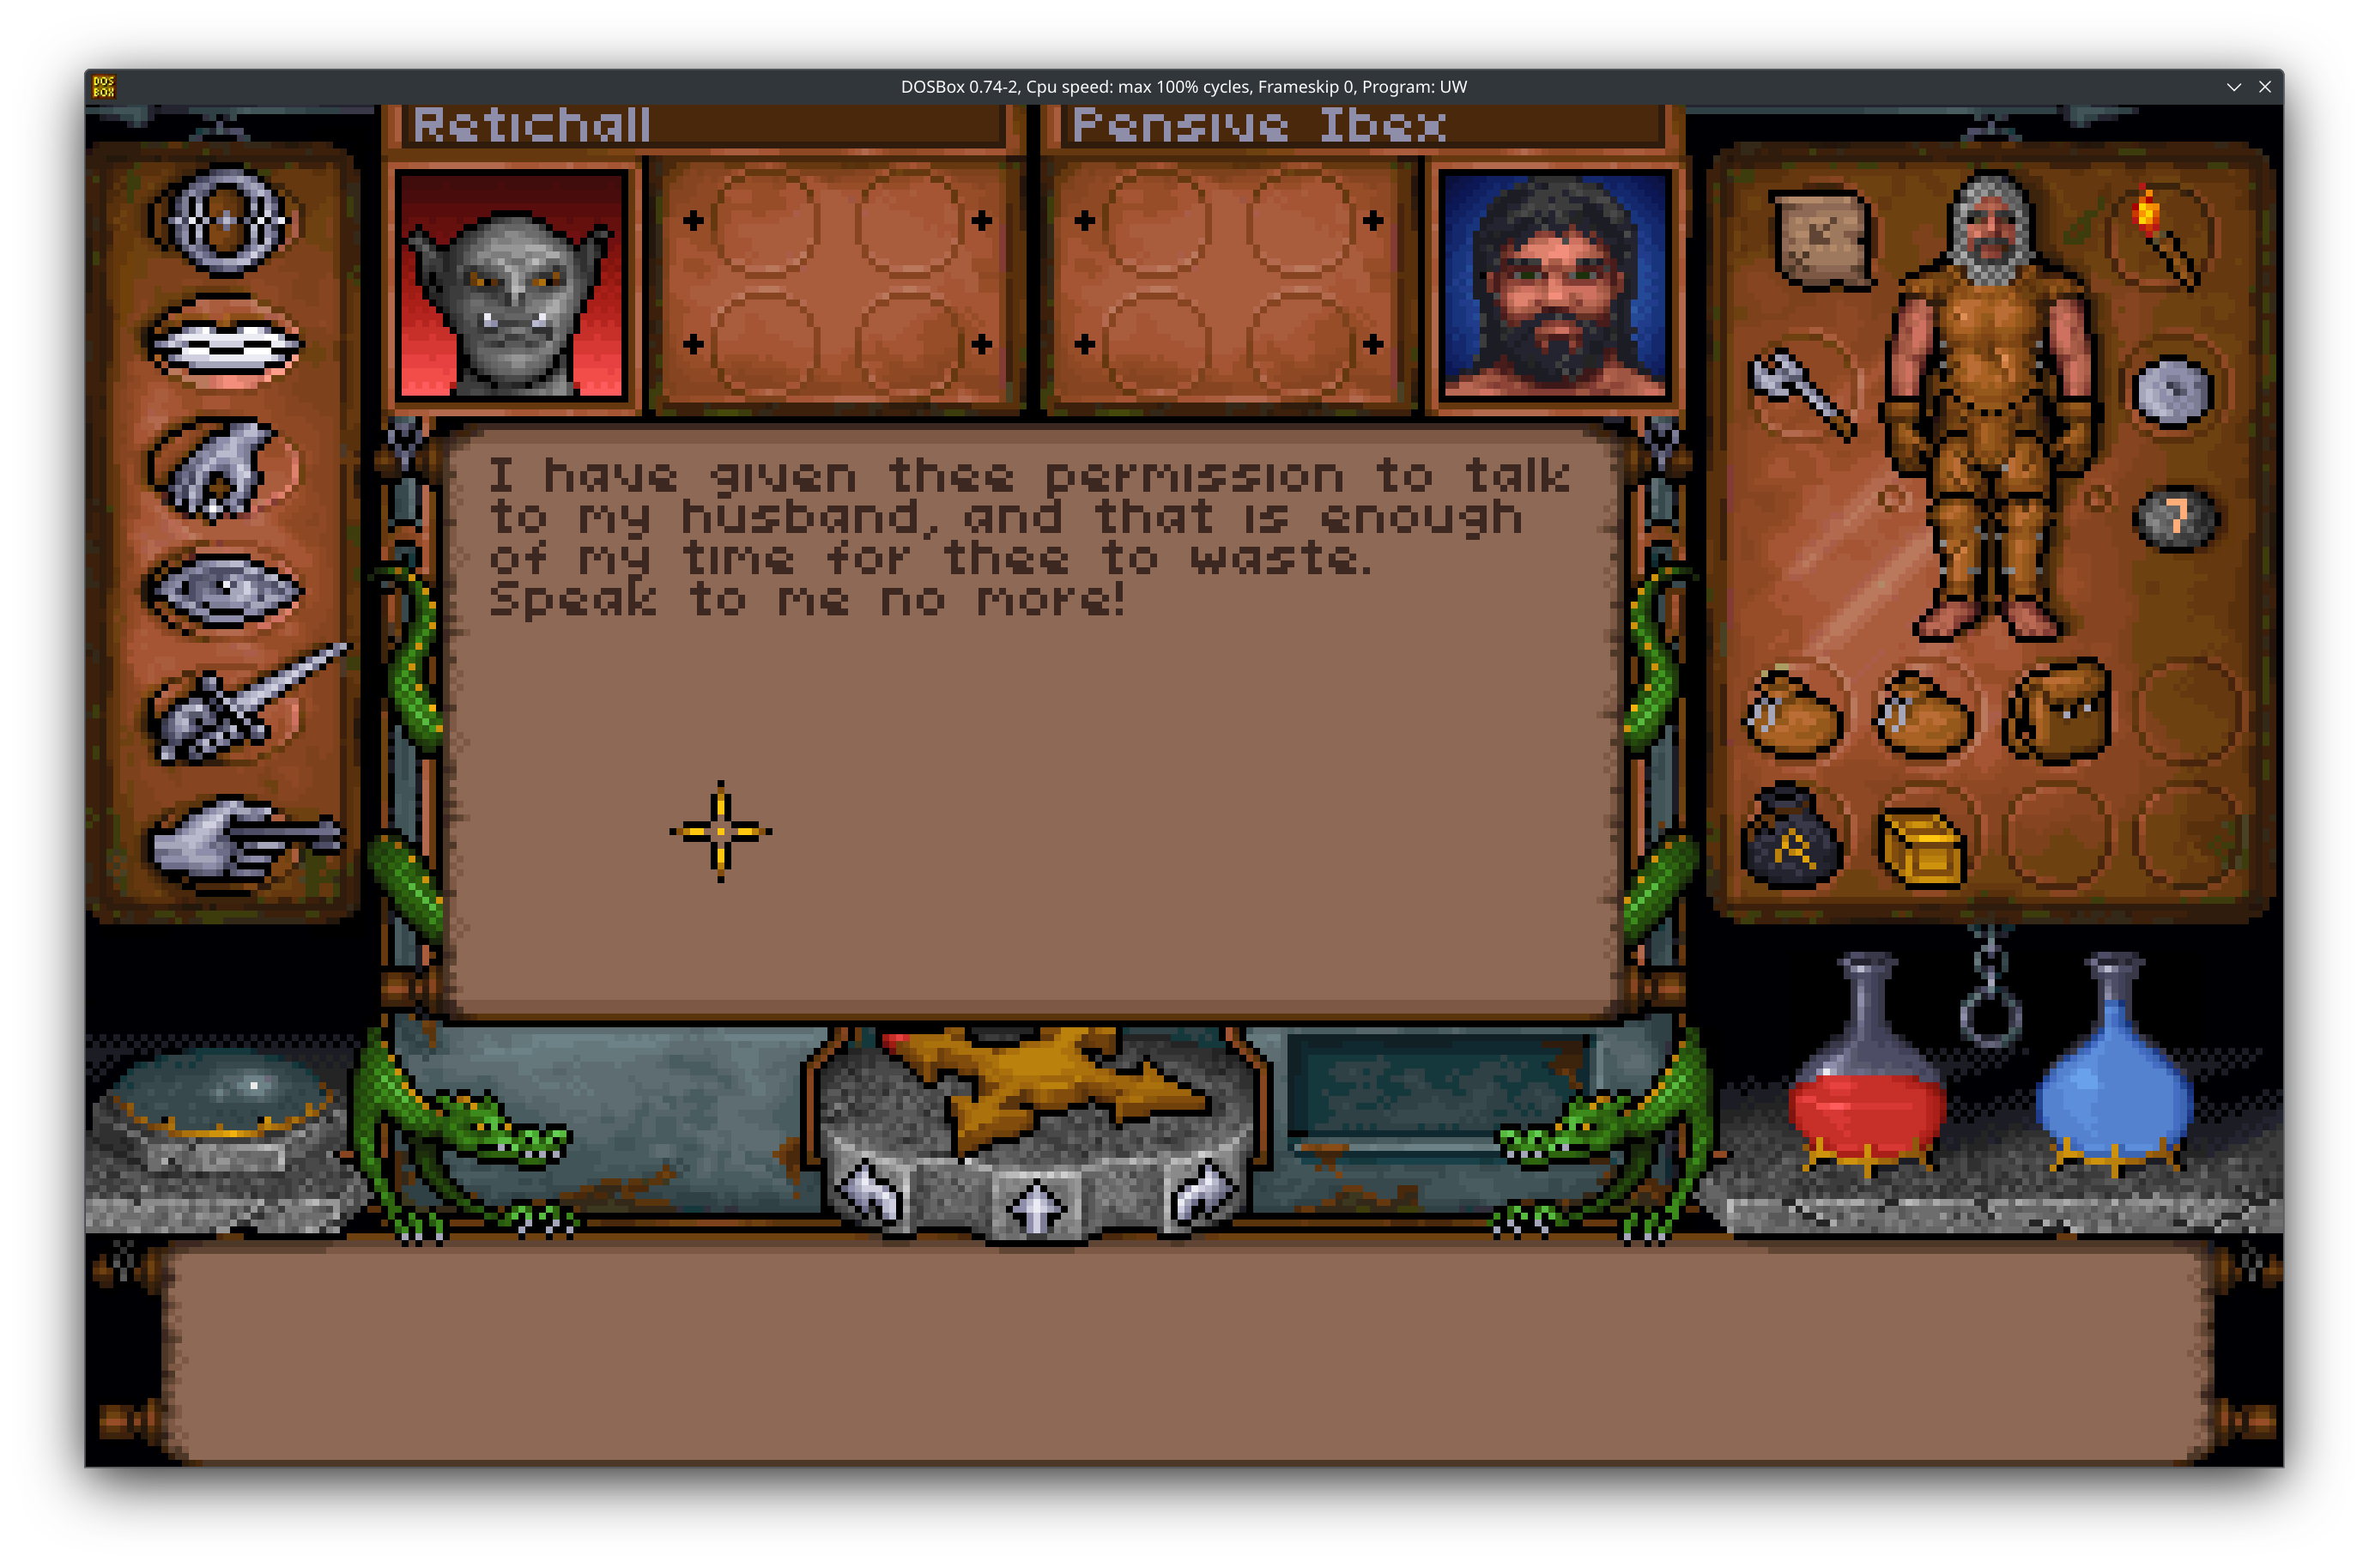 DOS
BOX
DOSBox 0.74-2, Cpu speed: max 100% cycles, Frameskip 0, Program: UW
Retichall
Pensive Ibex
I have given thee permission to talk
to my husband, and that is enough
of my time for thee to waste.
Speak to me no more!